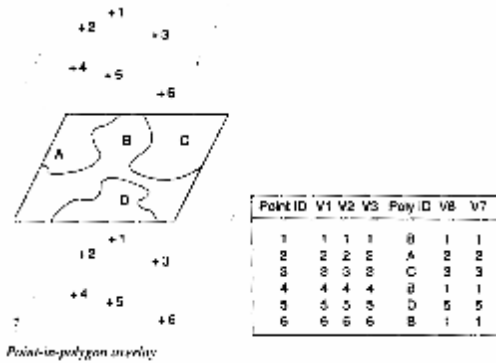 +1
+2
+3
+4 +5
+6
A B C
D
+1
+2
+3
+4 +5
+6
Point ID V1 V2 V3 Poly ID V6 V7
1 1 1 1 B 1 1
2 2 2 2 A 2 2
3 3 3 3 C 3 3
4 4 4 4 B 1 1
5 5 5 5 D 5 5
6 6 6 6 B 1 1
Point-in-polygon overlay